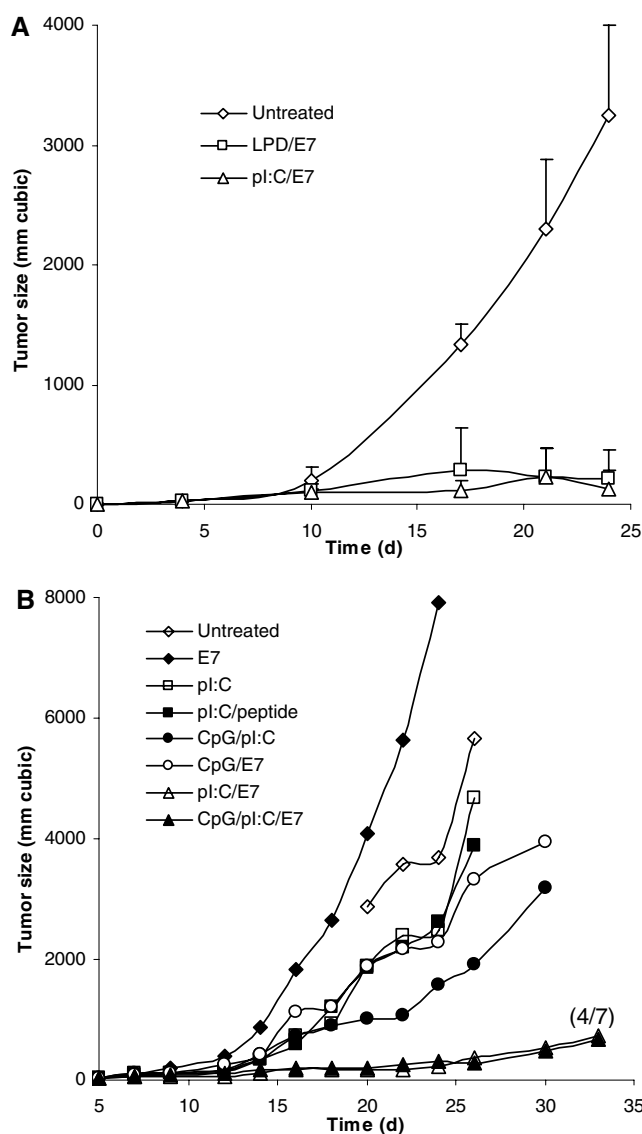 A
Tumor size (mm cubic)
4000
3000
2000
1000
0
Untreated
LPD/E7
pI:C/E7
0 5 10 15 20 25
Time (d)
B
Tumor size (mm cubic)
8000
6000
4000
2000
0
Untreated
E7
pI:C
pI:C/peptide
CpG/pI:C
CpG/E7
pI:C/E7
CpG/pI:C/E7
(4/7)
5 10 15 20 25 30 35
Time (d)